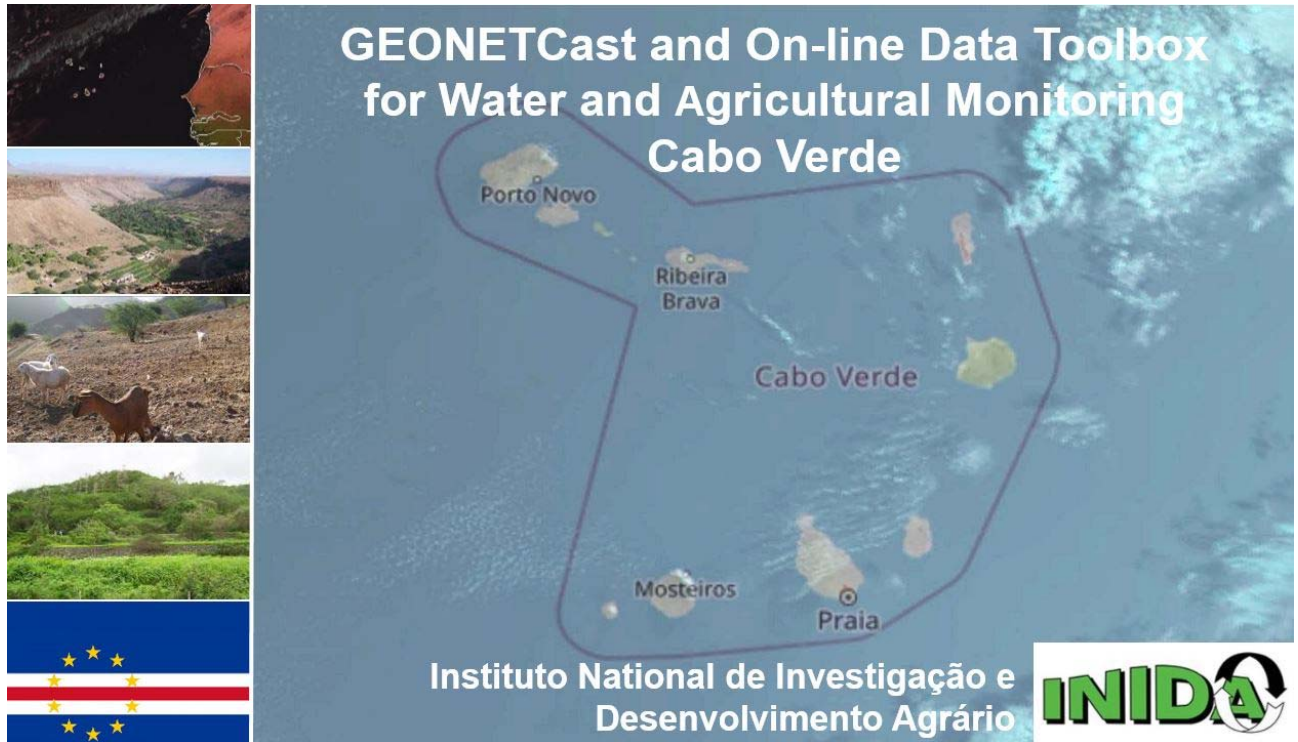 GEONETCast and On-line Data Toolbox
for Water and Agricultural Monitoring
Cabo Verde
Porto Novo
Ribeira
Brava
Cabo Verde
Mosteiros
Praia
Instituto National de Investigação e
Desenvolvimento Agrário
INIDA